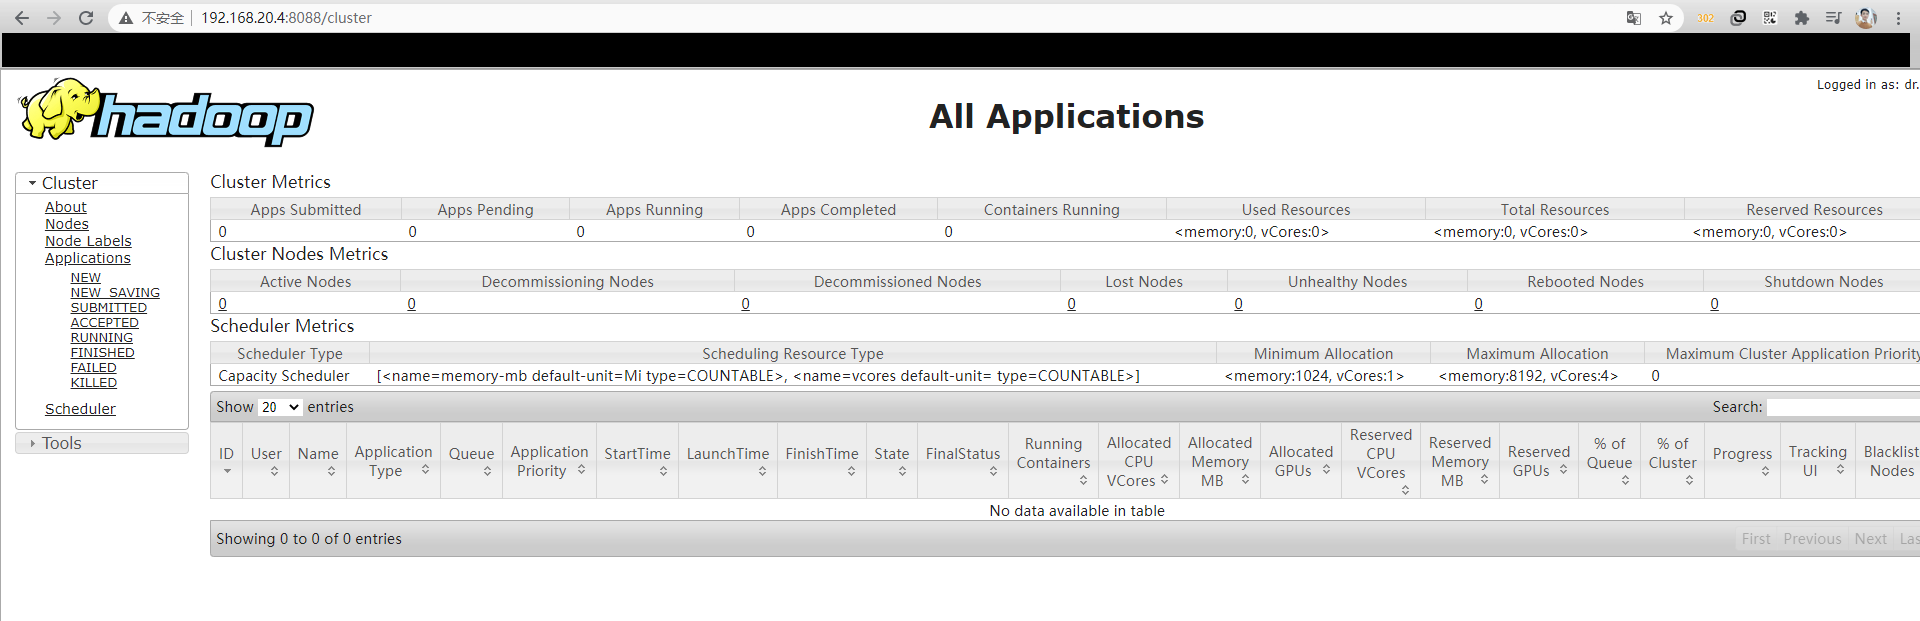 不安全 192.168.20.4:8088/cluster 302
Logged in as: dr.
hadoop
All Applications
Cluster
About
Nodes
Node Labels
Applications
NEW
NEW_SAVING
SUBMITTED
ACCEPTED
RUNNING
FINISHED
FAILED
KILLED
Scheduler
Tools
Cluster Metrics
Apps Submitted Apps Pending Apps Running Apps Completed Containers Running Used Resources Total Resources Reserved Resources
0 0 0 0 0 <memory:0, vCores:0> <memory:0, vCores:0> <memory:0, vCores:0>
Cluster Nodes Metrics
Active Nodes Decommissioning Nodes Decommissioned Nodes Lost Nodes Unhealthy Nodes Rebooted Nodes Shutdown Nodes
0 0 0 0 0 0 0
Scheduler Metrics
Scheduler Type Scheduling Resource Type Minimum Allocation Maximum Allocation Maximum Cluster Application Priority
Capacity Scheduler [<name=memory-mb default-unit=Mi type=COUNTABLE>, <name=vcores default-unit= type=COUNTABLE>] <memory:1024, vCores:1> <memory:8192, vCores:4> 0
Show 20 entries Search:
ID User Name Application Type Queue Application Priority StartTime LaunchTime FinishTime State FinalStatus Running Containers Allocated CPU VCores Allocated Memory MB Allocated GPUs Reserved CPU VCores Reserved Memory MB Reserved GPUs % of Queue % of Cluster Progress Tracking UI Blacklist Nodes
No data available in table
Showing 0 to 0 of 0 entries First Previous Next Las